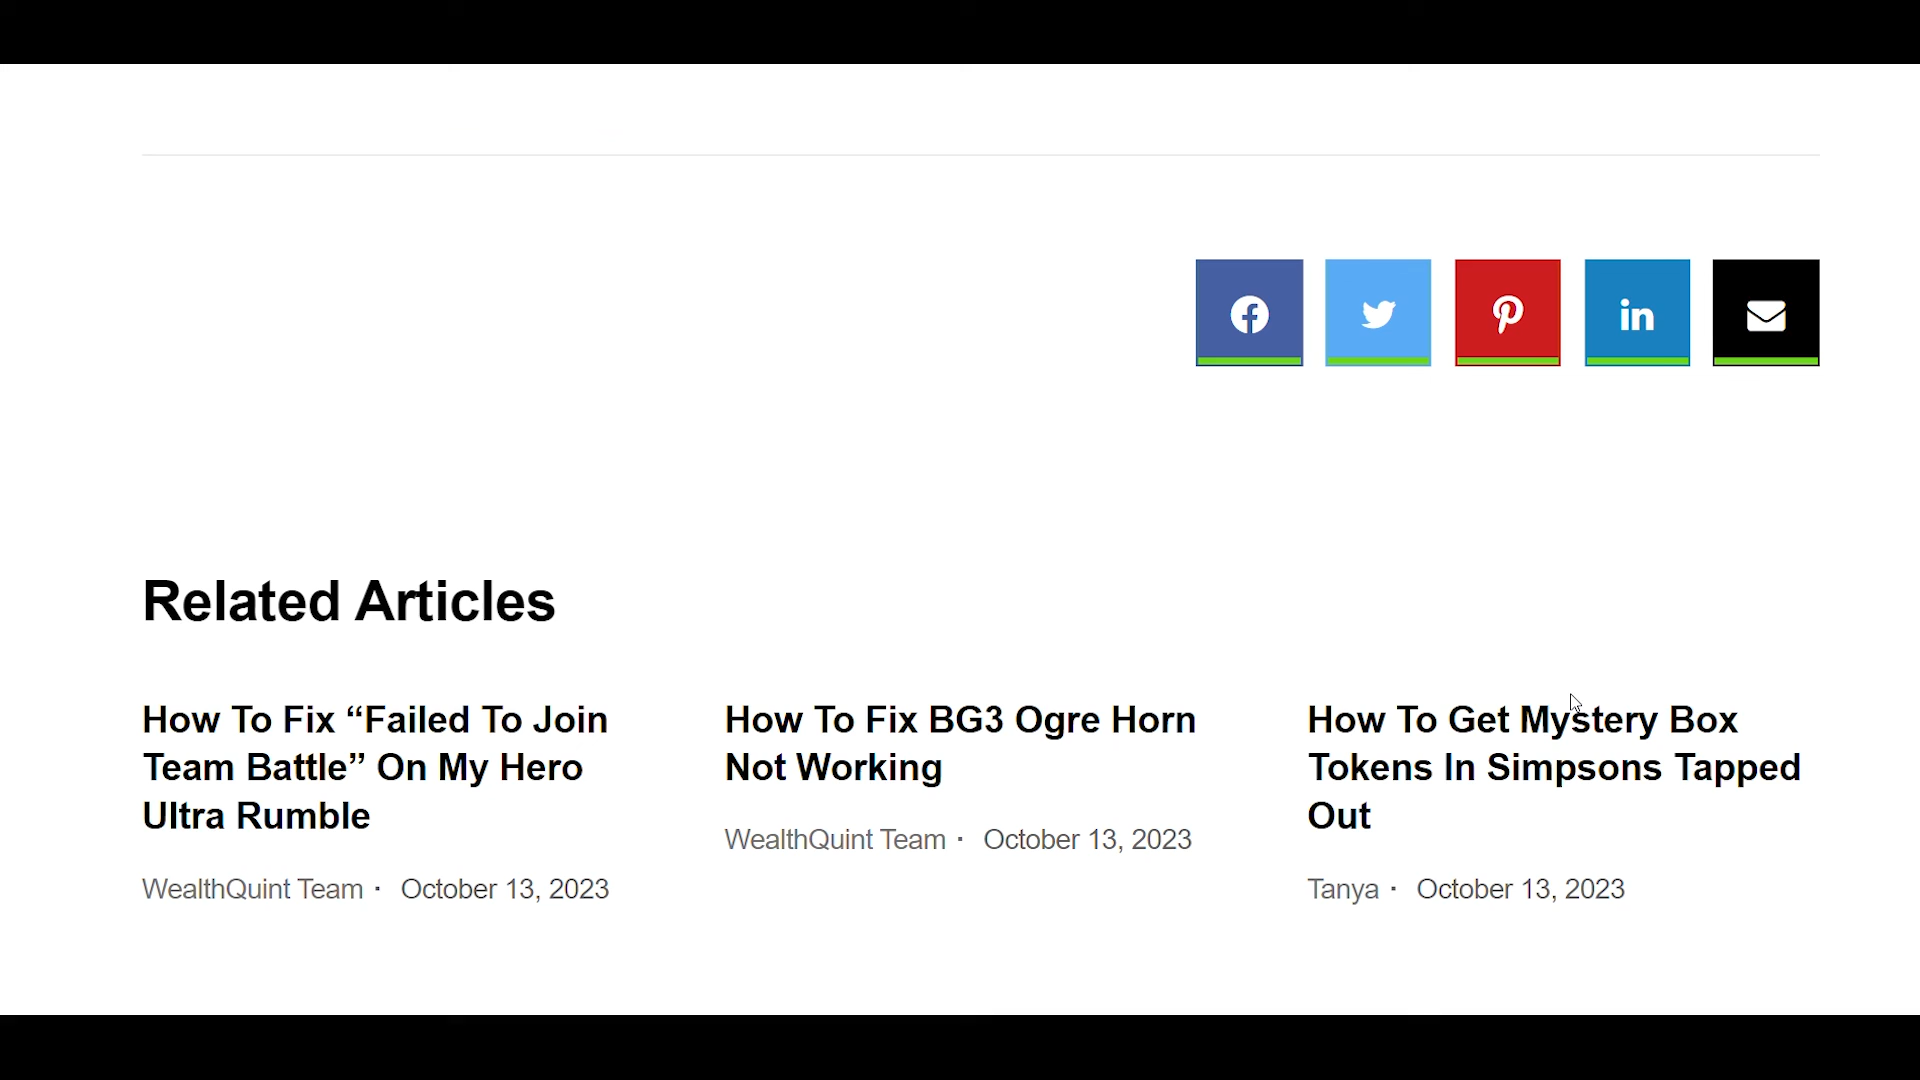 Related Articles
How To Fix “Failed To Join
Team Battle” On My Hero
Ultra Rumble
WealthQuint Team · October 13, 2023
How To Fix BG3 Ogre Horn
Not Working
WealthQuint Team · October 13, 2023
How To Get Mystery Box
Tokens In Simpsons Tapped
Out
Tanya · October 13, 2023